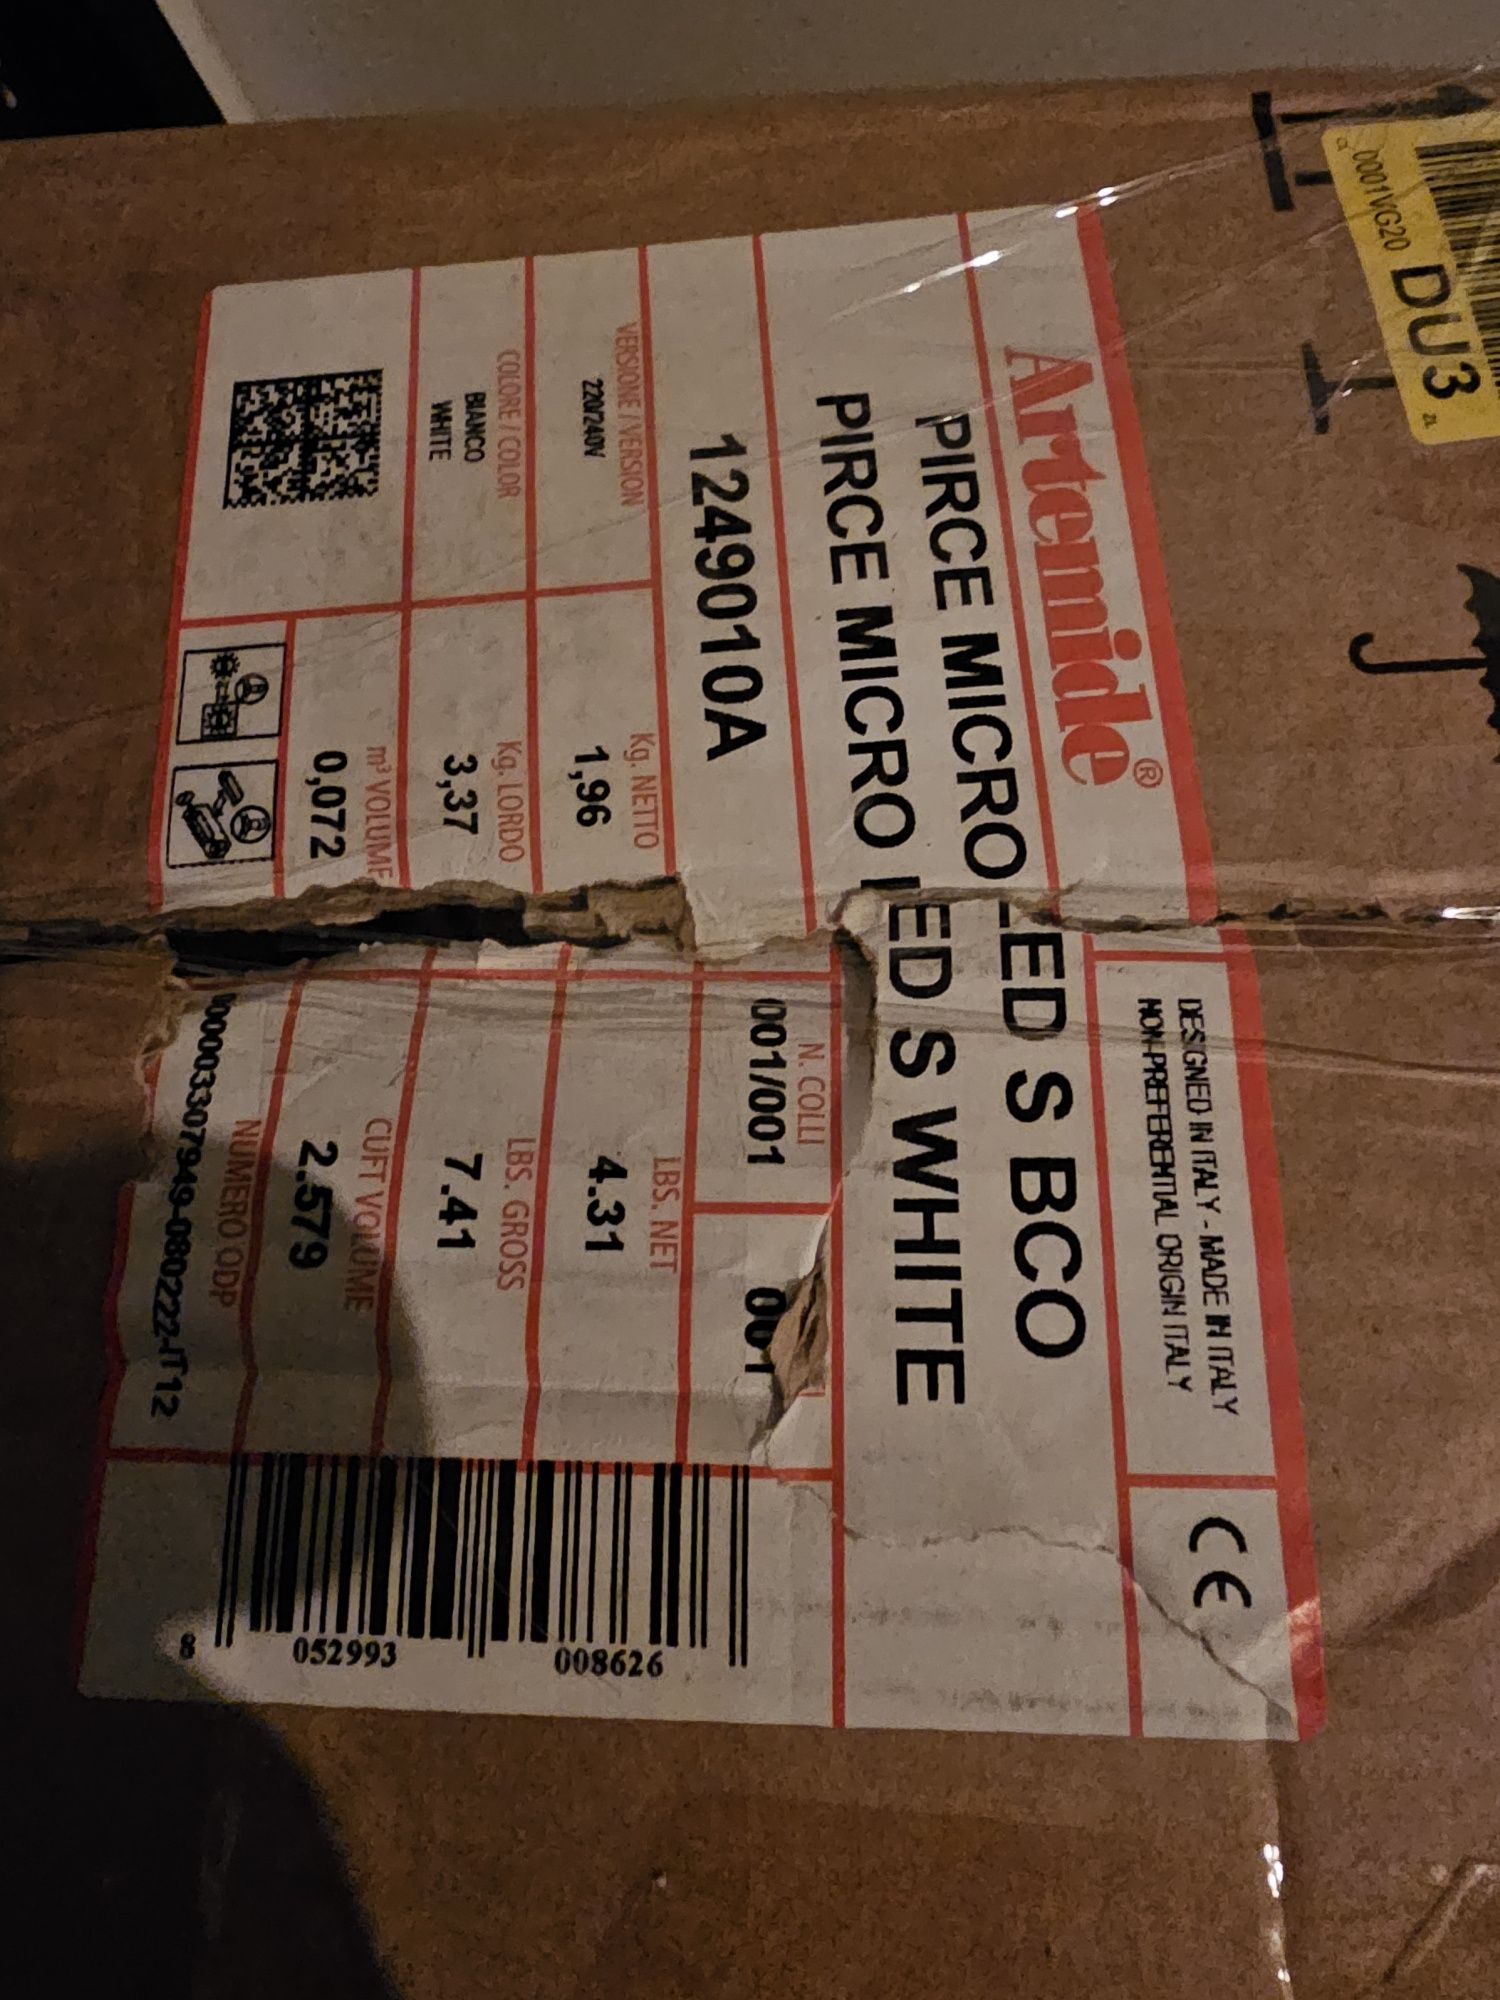 0001VG20
DU3
Artemide®
DESIGNED IN ITALY - MADE IN ITALY
NON-PREFERENTIAL ORIGIN ITALY
CE
PIRCE MICRO LED S BCO
PIRCE MICRO LED S WHITE
1249010A
N. COLLI
001/001
001
VERSIONE / VERSION
220/240V
Kg. NETTO
1,96
LBS. NET
4.31
COLORE / COLOR
BIANCO
WHITE
Kg. LORDO
3,37
LBS. GROSS
7.41
m³ VOLUME
0,072
CUFT VOLUME
2.579
NUMERO ODP
8 052993 008626